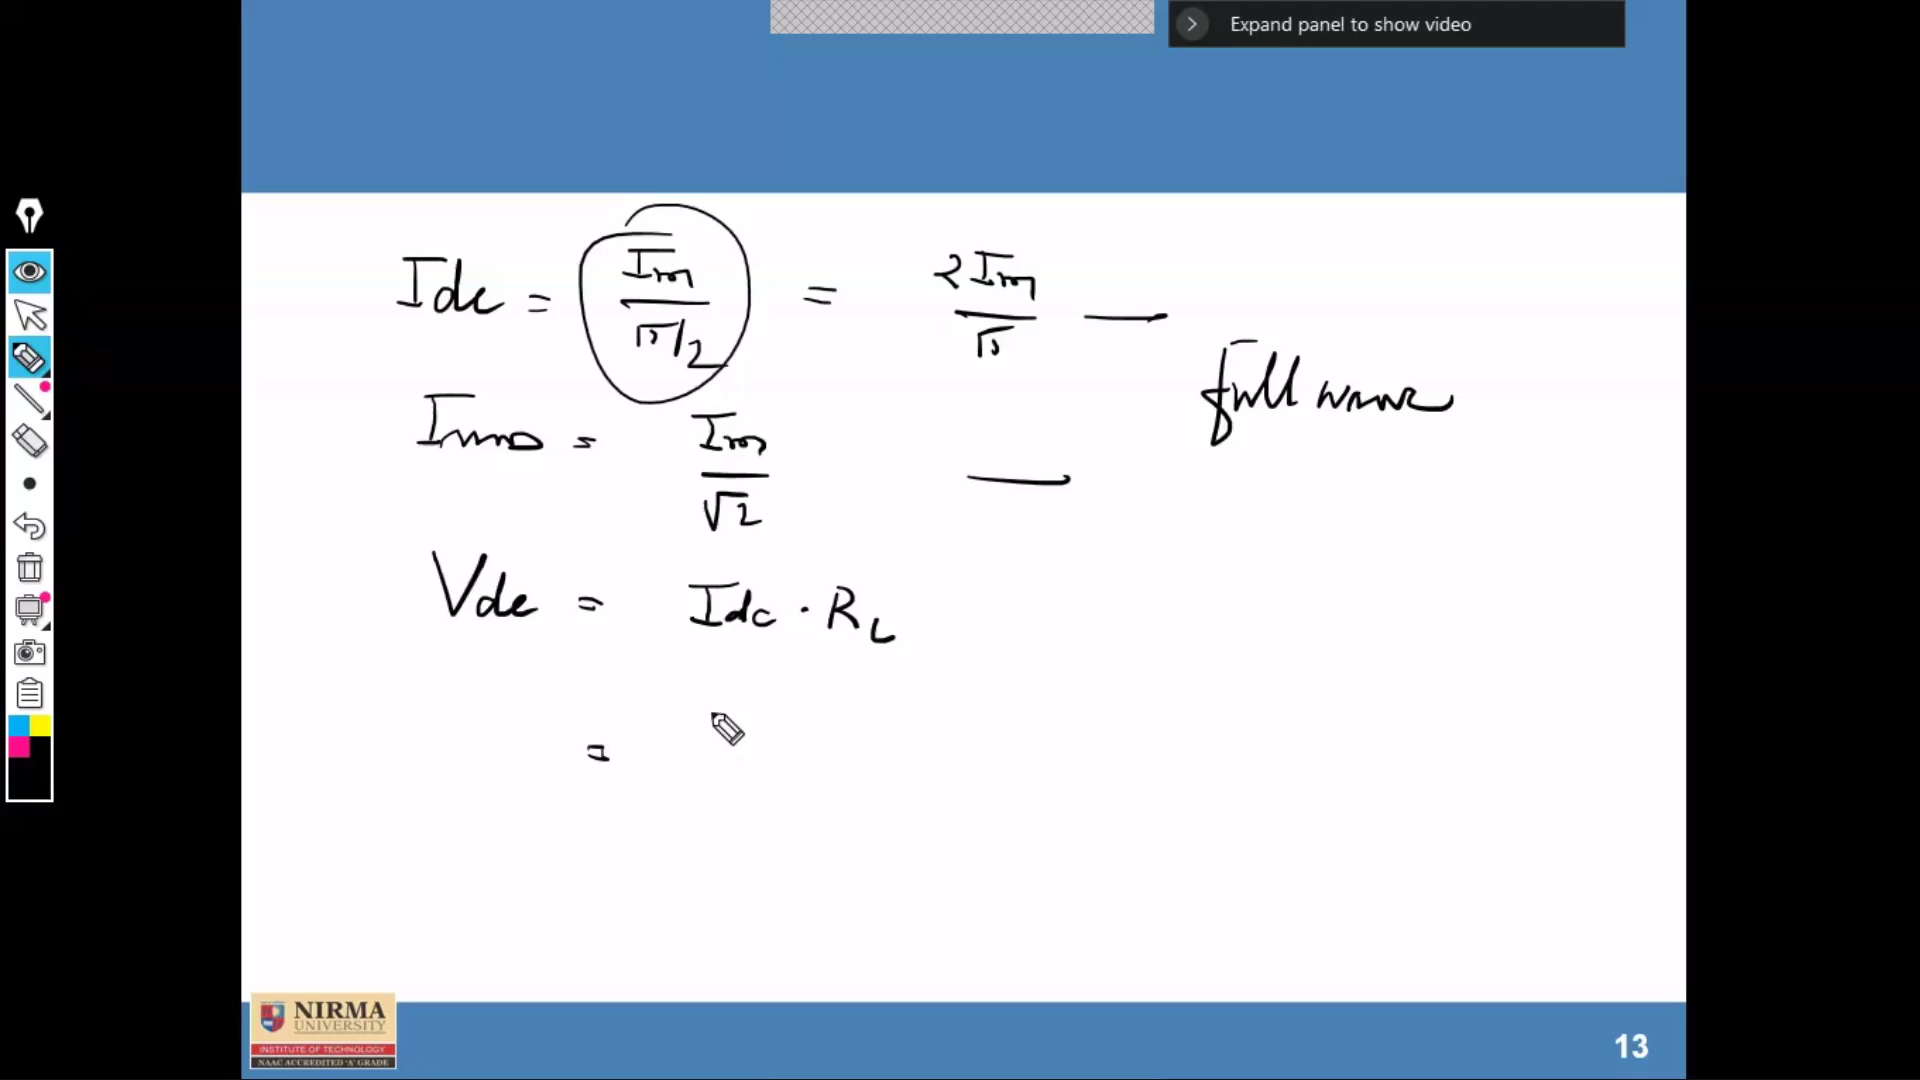 Expand panel to show video
Idc = Im / π/2 = 2Im / π —
full wave
Irms = Im / √2 —
Vdc = Idc · RL
=
NIRMA
UNIVERSITY
INSTITUTE OF TECHNOLOGY
NAAC ACCREDITED 'A' GRADE
13